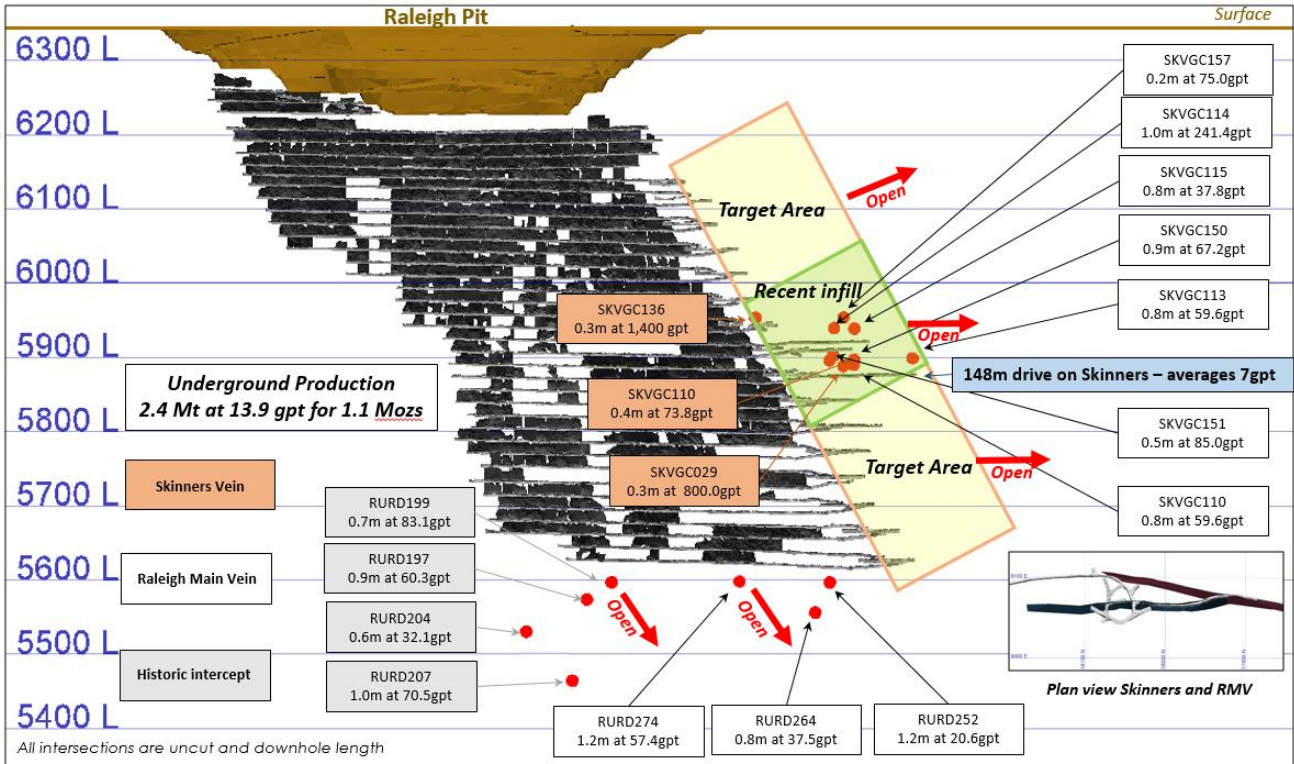 Raleigh Pit
Surface
6300 L
6200 L
6100 L
6000 L
5900 L
5800 L
5700 L
5600 L
5500 L
5400 L
SKVGC157
0.2m at 75.0gpt
SKVGC114
1.0m at 241.4gpt
SKVGC115
0.8m at 37.8gpt
SKVGC150
0.9m at 67.2gpt
SKVGC113
0.8m at 59.6gpt
148m drive on Skinners – averages 7gpt
SKVGC151
0.5m at 85.0gpt
SKVGC110
0.8m at 59.6gpt
Target Area
Open
Recent infill
Open
Target Area
Open
SKVGC136
0.3m at 1,400 gpt
SKVGC110
0.4m at 73.8gpt
SKVGC029
0.3m at  800.0gpt
Underground Production
2.4 Mt at 13.9 gpt for 1.1 Mozs
Skinners Vein
Raleigh Main Vein
Historic intercept
RURD199
0.7m at 83.1gpt
RURD197
0.9m at 60.3gpt
RURD204
0.6m at 32.1gpt
RURD207
1.0m at 70.5gpt
Open
Open
RURD274
1.2m at 57.4gpt
RURD264
0.8m at 37.5gpt
RURD252
1.2m at 20.6gpt
Plan view Skinners and RMV
All intersections are uncut and downhole length